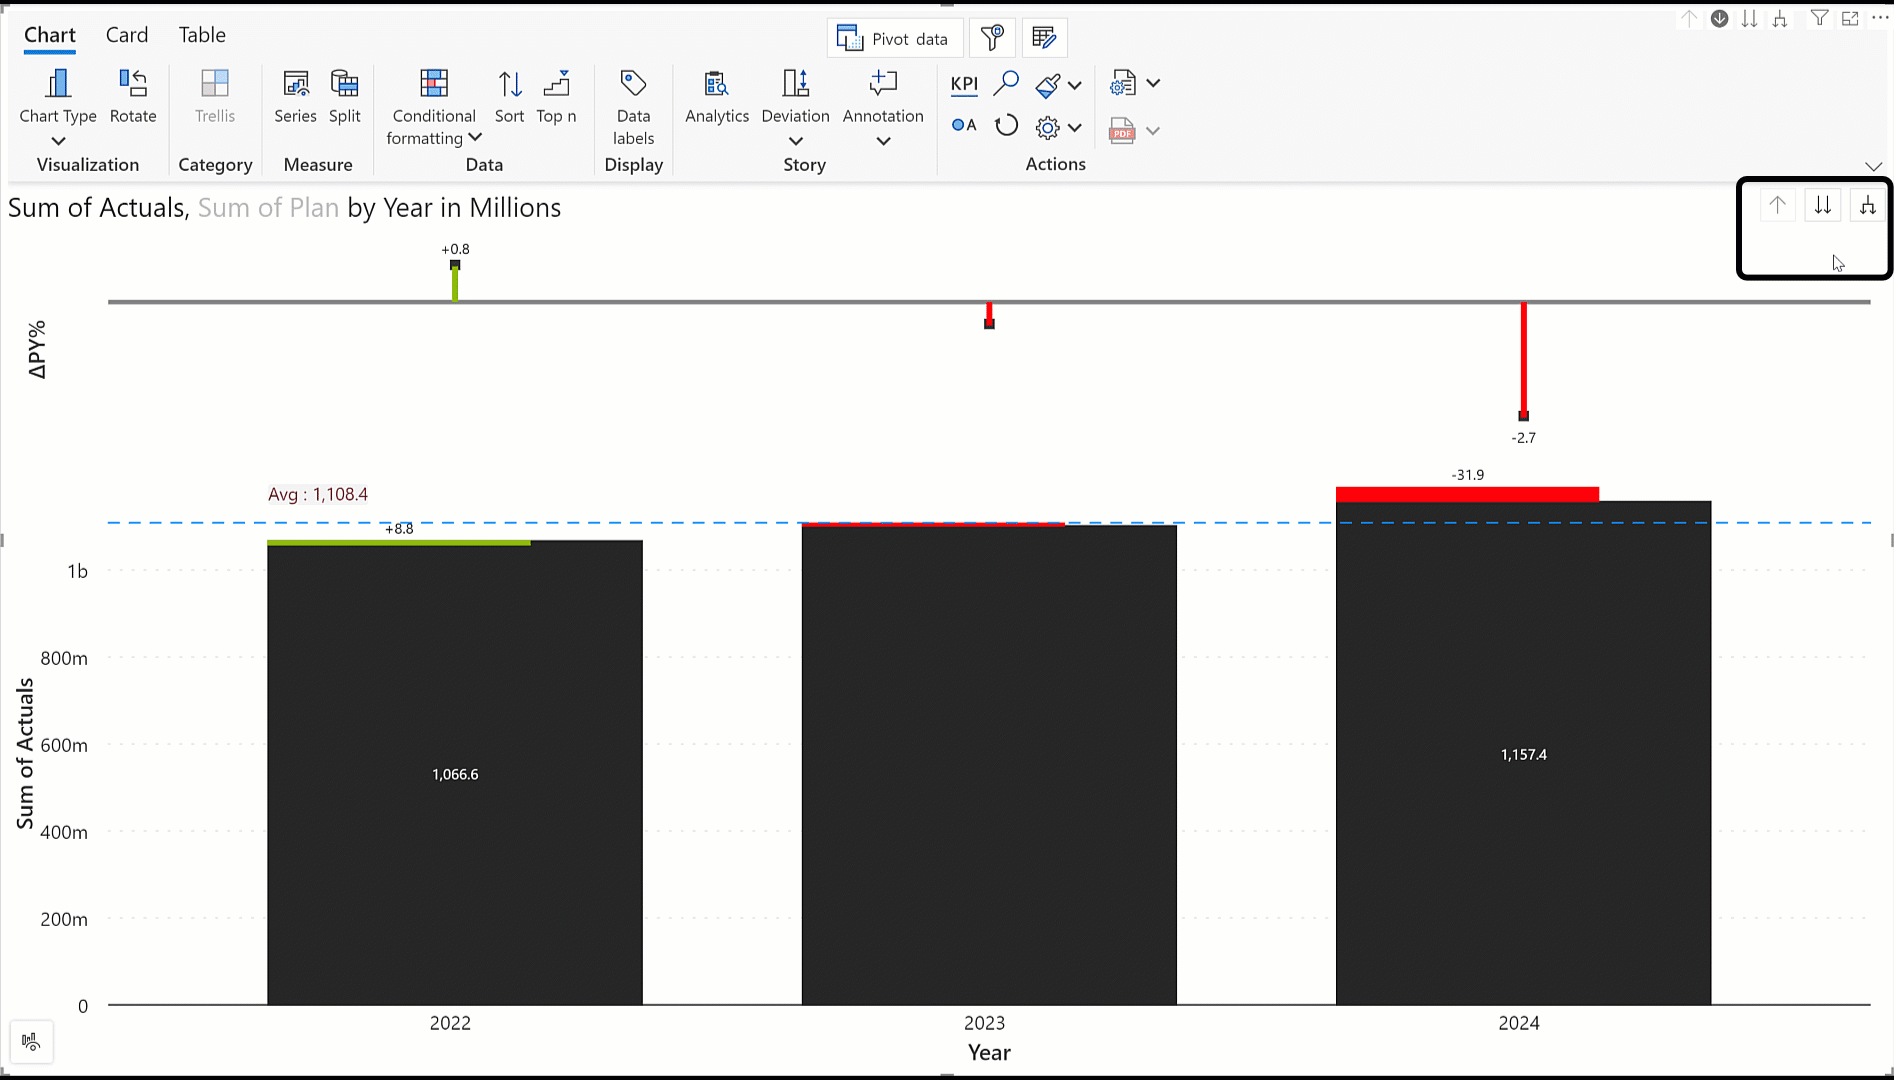 Chart Card Table
Pivot data
Chart Type Rotate Trellis Series Split Conditional formatting Sort Top n Data labels Analytics Deviation Annotation KPI
A
PDF
Visualization Category Measure Data Display Story Actions
Sum of Actuals, Sum of Plan by Year in Millions
+0.8
ΔPY%
-2.7
-31.9
Avg : 1,108.4
+8.8
1b
800m
600m
400m
200m
0
Sum of Actuals
1,066.6
1,157.4
2022 2023 2024
Year